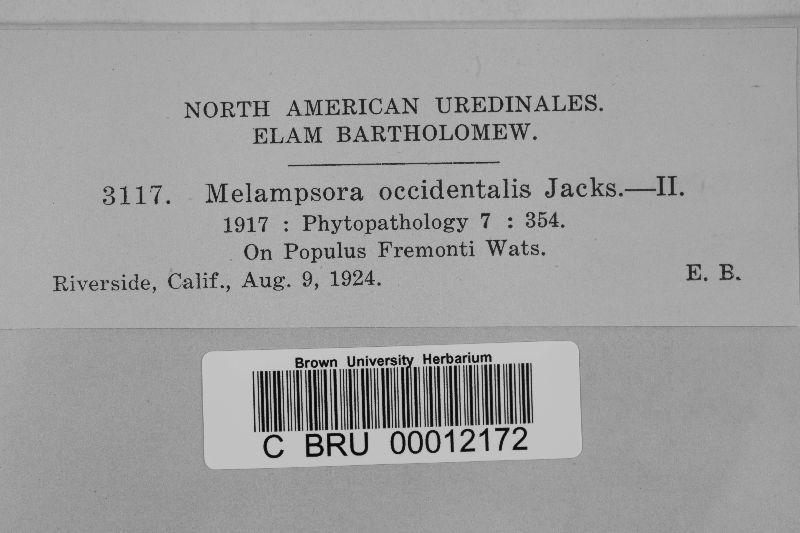 NORTH AMERICAN UREDINALES.
ELAM BARTHOLOMEW.
3117. Melampsora occidentalis Jacks.—II.
1917 : Phytopathology 7 : 354.
On Populus Fremonti Wats.
Riverside, Calif., Aug. 9, 1924. E. B.
Brown University Herbarium
C BRU 00012172